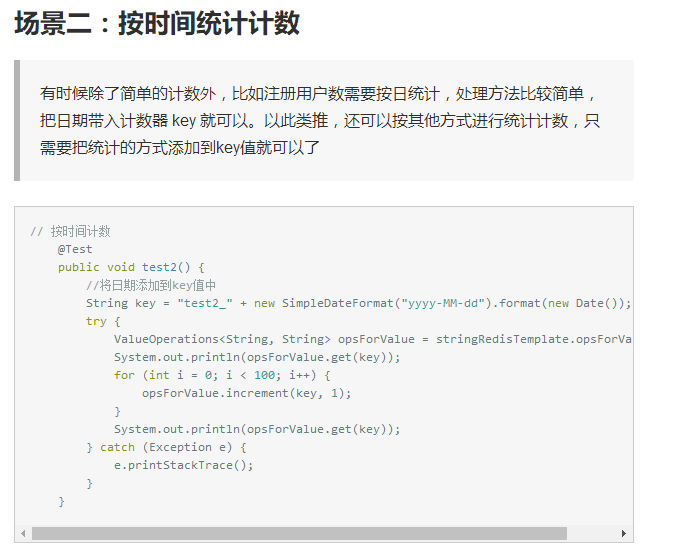 场景二：按时间统计计数
有时候除了简单的计数外，比如注册用户数需要按日统计，处理方法比较简单，
把日期带入计数器 key 就可以。以此类推，还可以按其他方式进行统计计数，只
需要把统计的方式添加到key值就可以了
// 按时间计数
@Test
public void test2() {
//将日期添加到key值中
String key = "test2_" + new SimpleDateFormat("yyyy-MM-dd").format(new Date());
try {
ValueOperations<String, String> opsForValue = stringRedisTemplate.opsForVa
System.out.println(opsForValue.get(key));
for (int i = 0; i < 100; i++) {
opsForValue.increment(key, 1);
}
System.out.println(opsForValue.get(key));
} catch (Exception e) {
e.printStackTrace();
}
}